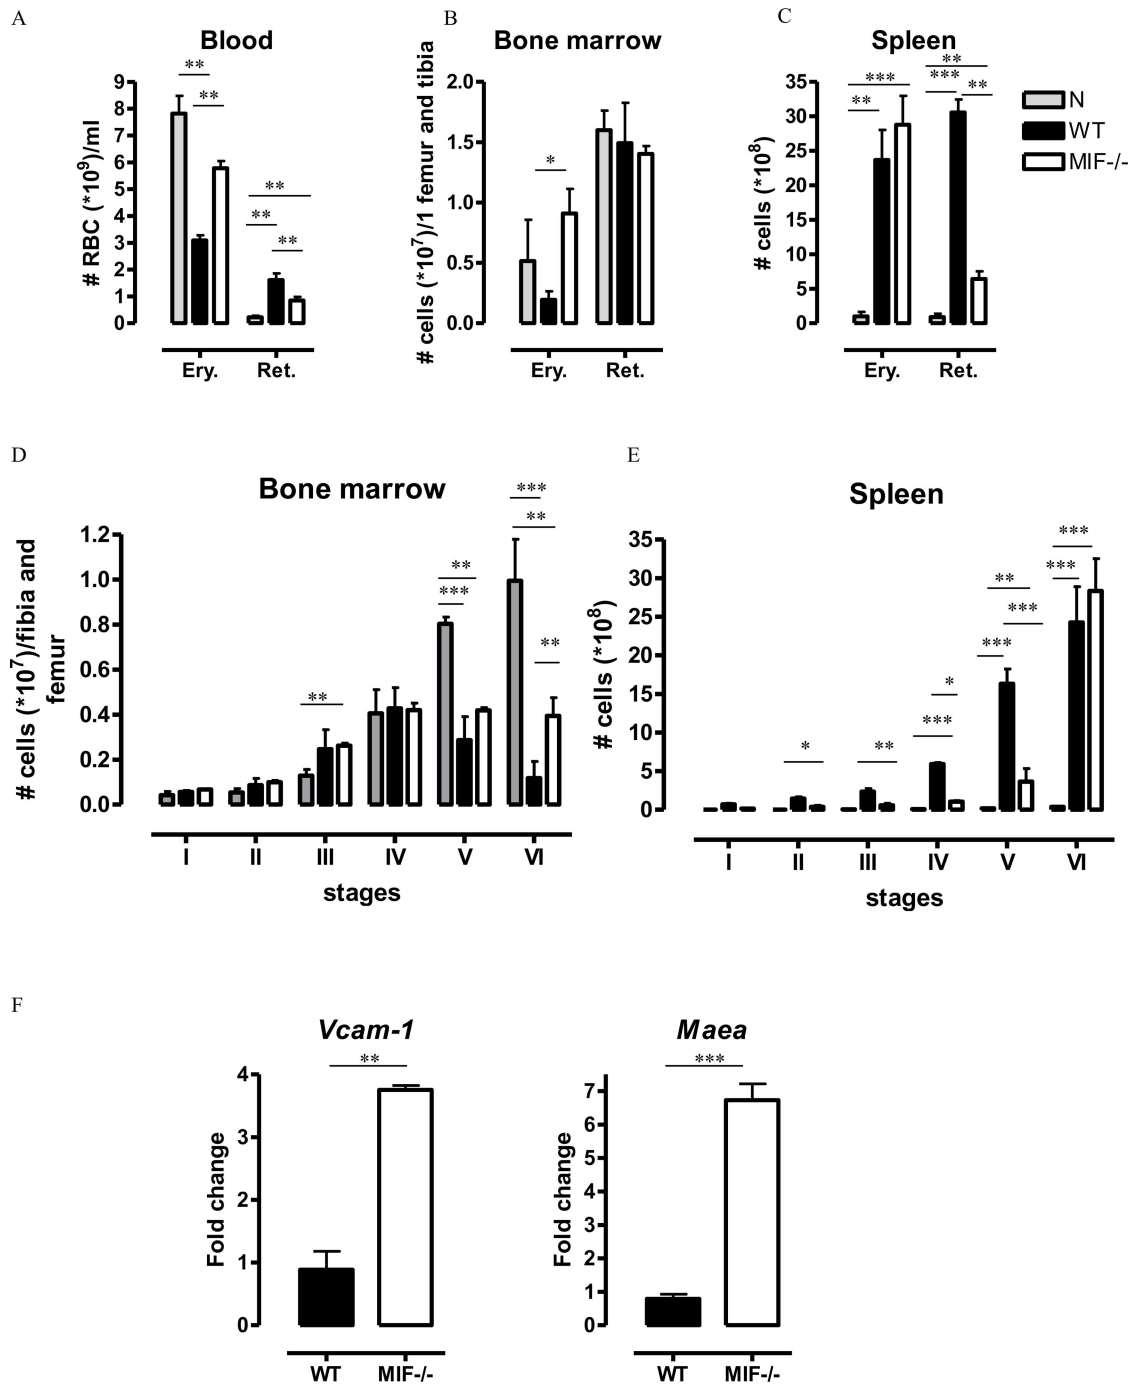 A
B
C
Blood
Bone marrow
Spleen
# RBC (*10⁹)/ml
9
8
7
6
5
4
3
2
1
0
**
**
**
**
**
Ery.
Ret.
# cells (*10⁷)/1 femur and tibia
2.0
1.5
1.0
0.5
0.0
*
Ery.
Ret.
# cells (*10⁸)
35
30
25
20
15
10
5
0
***
**
**
***
**
Ery.
Ret.
N
WT
MIF-/-
D
E
Bone marrow
# cells (*10⁷)/fibia and
femur
1.2
1.0
0.8
0.6
0.4
0.2
0.0
**
**
***
***
**
**
I
II
III
IV
V
VI
stages
Spleen
# cells (*10⁸)
35
30
25
20
15
10
5
0
*
**
*
***
**
***
***
***
***
I
II
III
IV
V
VI
stages
F
Vcam-1
Fold change
4
3
2
1
0
**
WT
MIF-/-
Maea
Fold change
7
6
5
4
3
2
1
0
***
WT
MIF-/-